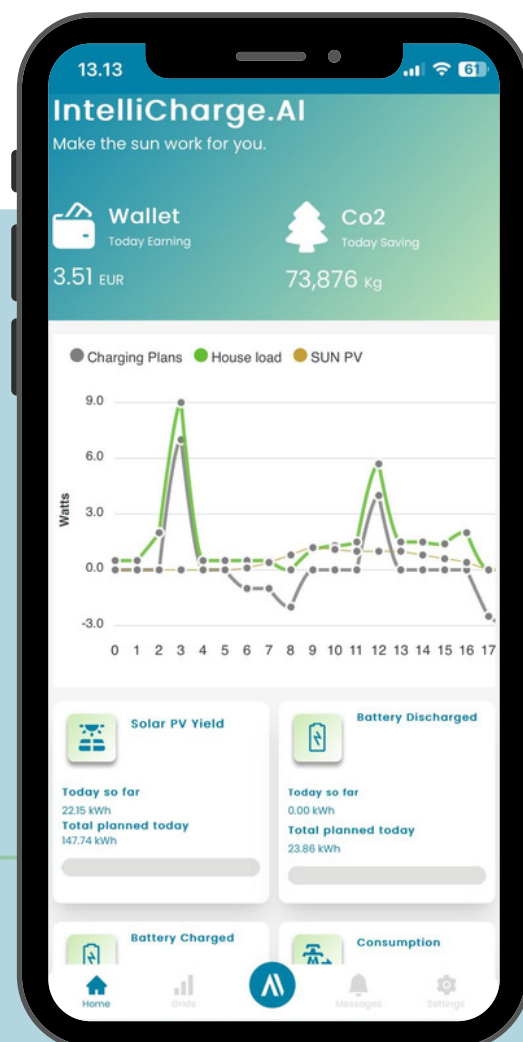 13.13
61
IntelliCharge.AI
Make the sun work for you.
Wallet
Today Earning
3.51 EUR
Co2
Today Saving
73,876 Kg
Charging Plans House load SUN PV
Watts
9.0
6.0
3.0
0.0
-3.0
0 1 2 3 4 5 6 7 8 9 10 11 12 13 14 15 16 17
Solar PV Yield
Today so far
22.15 kWh
Total planned today
147.74 kWh
Battery Discharged
Today so far
0.00 kWh
Total planned today
23.86 kWh
Battery Charged
Consumption
Home
Grids
Messages
Settings